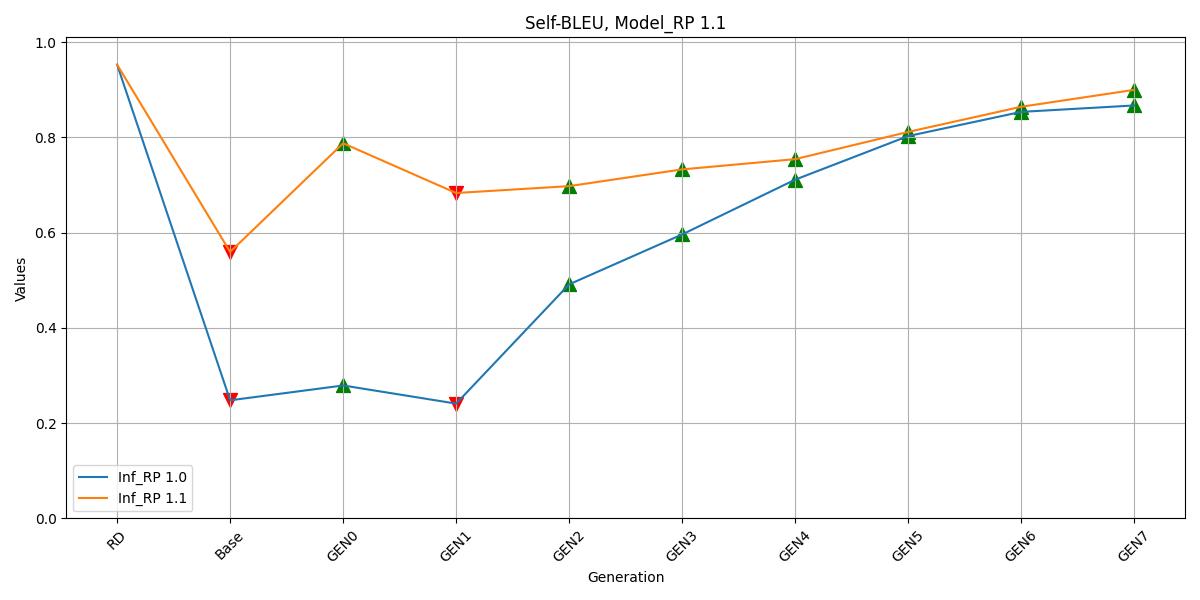 Self-BLEU, Model_RP 1.1
Values
1.0
0.8
0.6
0.4
0.2
0.0
Inf_RP 1.0
Inf_RP 1.1
RD
Base
GEN0
GEN1
GEN2
GEN3
GEN4
GEN5
GEN6
GEN7
Generation